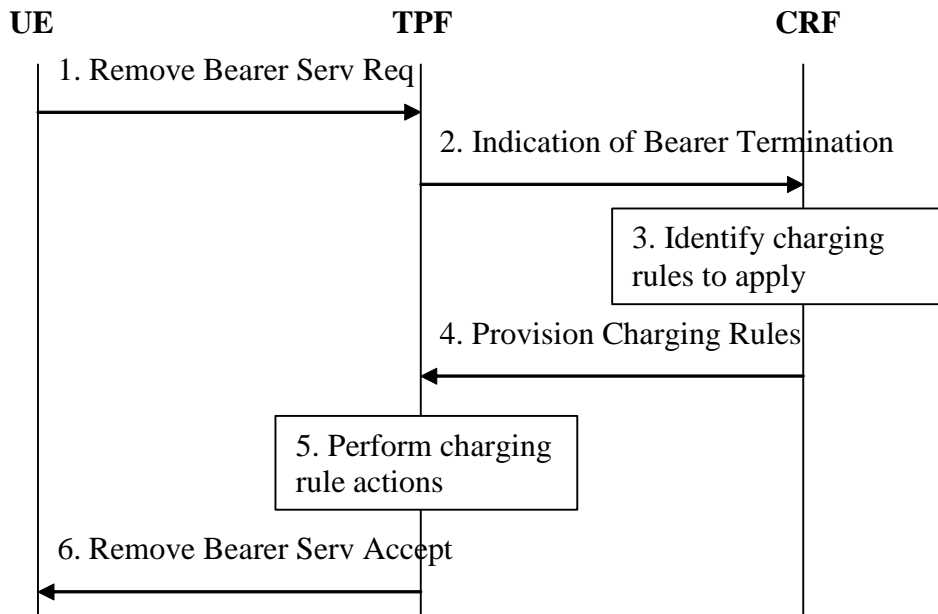 UE TPF CRF
1. Remove Bearer Serv Req
2. Indication of Bearer Termination
3. Identify charging
rules to apply
4. Provision Charging Rules
5. Perform charging
rule actions
6. Remove Bearer Serv Accept